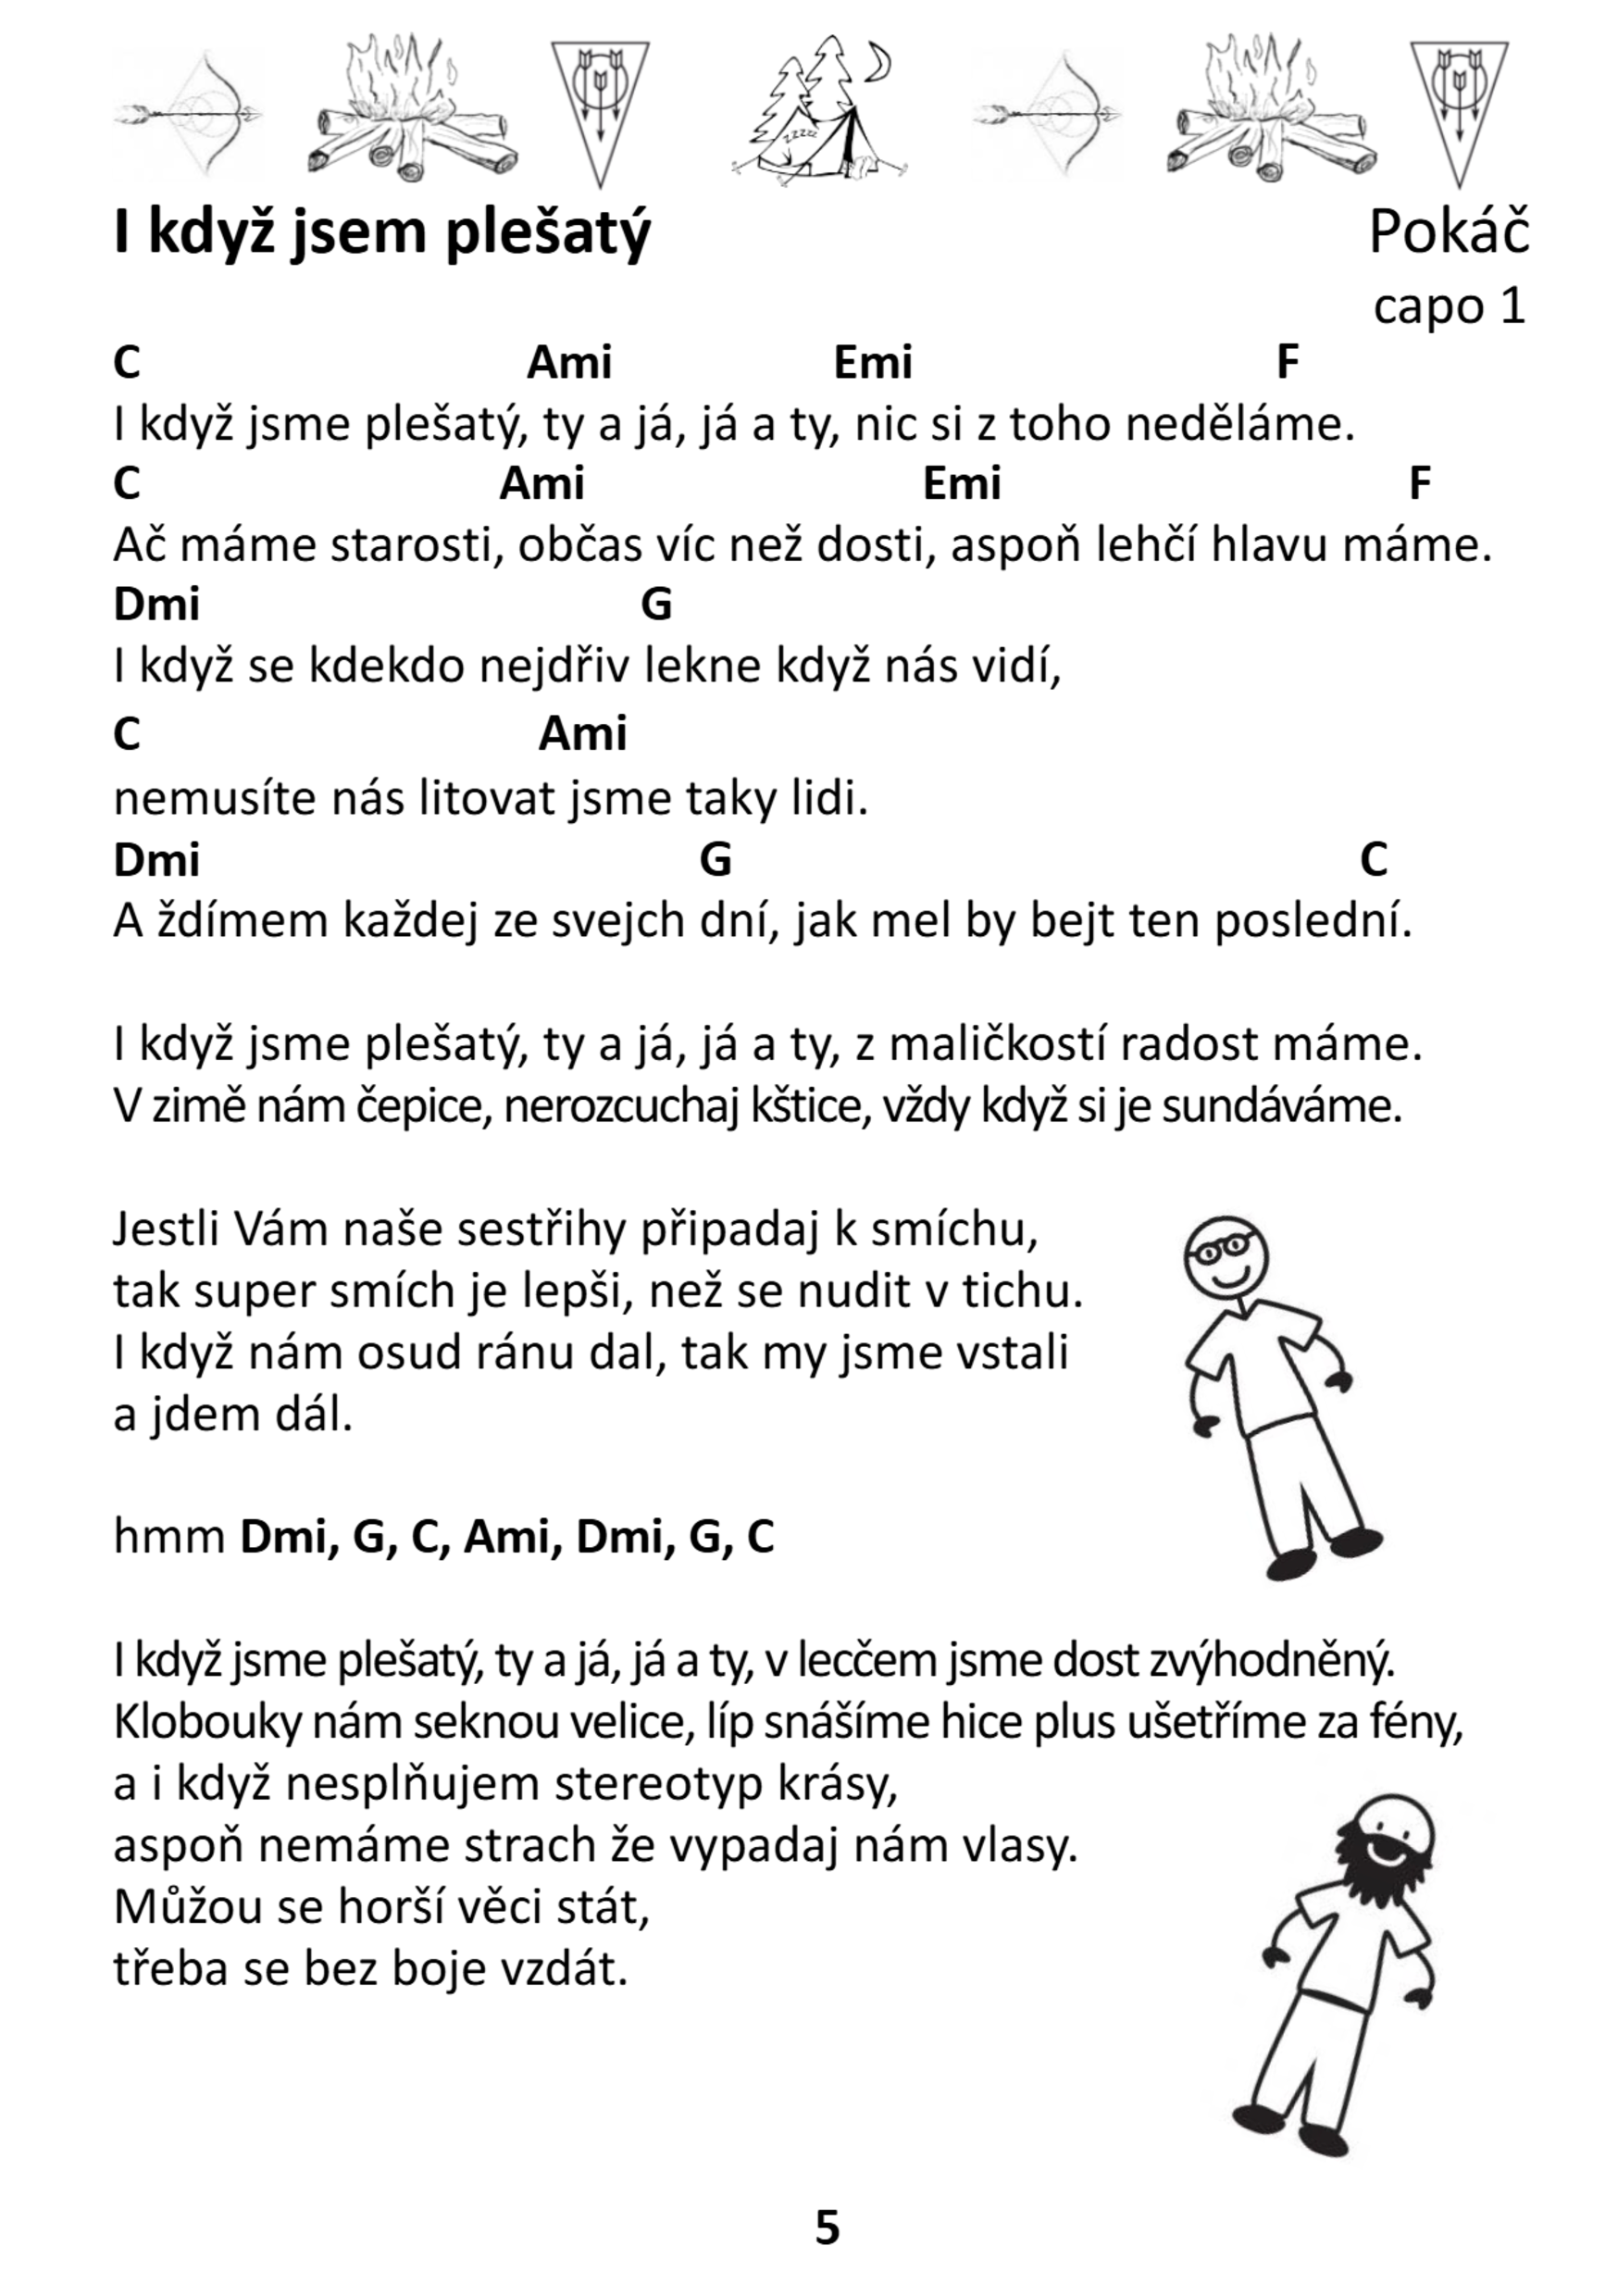 zzzzz
I když jsem plešatý Pokáč
capo 1
C Ami Emi F
I když jsme plešatý, ty a já, já a ty, nic si z toho neděláme.
C Ami Emi F
Ač máme starosti, občas víc než dosti, aspoň lehčí hlavu máme.
Dmi G
I když se kdekdo nejdřiv lekne když nás vidí,
C Ami
nemusíte nás litovat jsme taky lidi.
Dmi G C
A ždímem každej ze svejch dní, jak mel by bejt ten poslední.
I když jsme plešatý, ty a já, já a ty, z maličkostí radost máme.
V zimě nám čepice, nerozcuchaj kštice, vždy když si je sundáváme.
Jestli Vám naše sestřihy připadaj k smíchu,
tak super smích je lepši, než se nudit v tichu.
I když nám osud ránu dal, tak my jsme vstali
a jdem dál.
hmm Dmi, G, C, Ami, Dmi, G, C
I když jsme plešatý, ty a já, já a ty, v lecčem jsme dost zvýhodněný.
Klobouky nám seknou velice, líp snášíme hice plus ušetříme za fény,
a i když nesplňujem stereotyp krásy,
aspoň nemáme strach že vypadaj nám vlasy.
Můžou se horší věci stát,
třeba se bez boje vzdát.
5